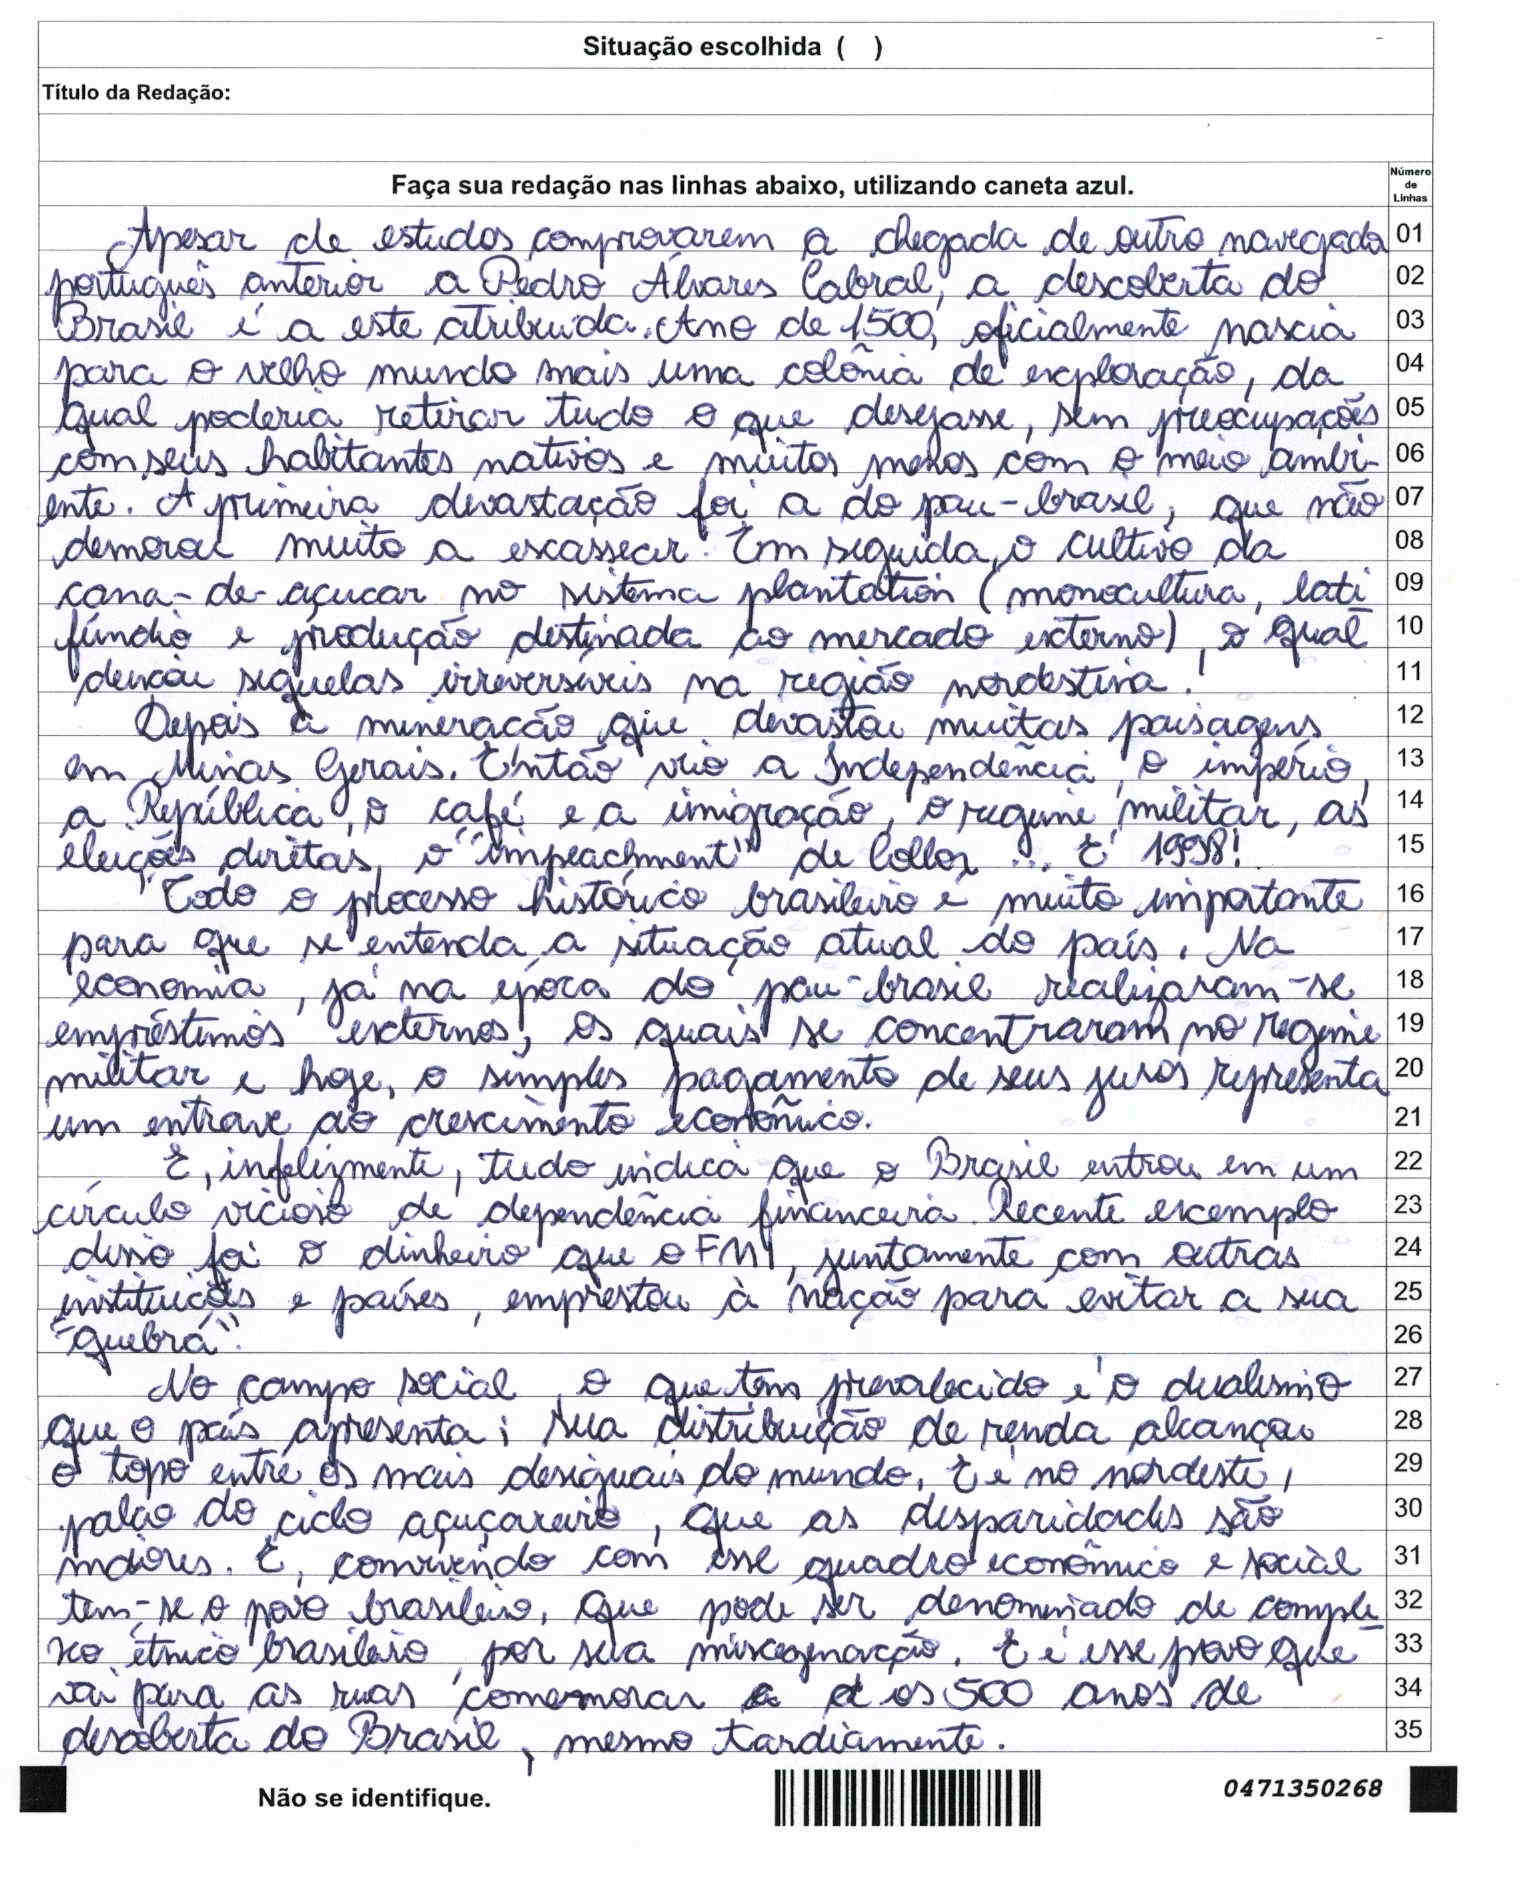 Situação escolhida ( )
Título da Redação:
Faça sua redação nas linhas abaixo, utilizando caneta azul.
Número de Linhas
Apesar de estudos comprovarem a chegada de outro navegada 01
português anterior a Pedro Álvares Cabral, a descoberta do 02
Brasil é a este atribuída. Ano de 1500, oficialmente nascia 03
para o velho mundo mais uma colônia de exploração, da 04
qual poderia retirar tudo o que desejasse, sem preocupações 05
com seus habitantes nativos e muitos menos com o meio ambi- 06
ente. A primeira devastação foi a do pau-brasil, que não 07
demorou muito a escassecer. Em seguida, o cultivo da 08
cana-de-açucar no sistema plantation (monocultura, lati 09
fúndio e produção destinada ao mercado externo), o qual 10
deixou sequelas irreversíveis na região nordestina. 11
Depois a mineracão que devastou muitas paisagens 12
em Minas Gerais. Então veio a Independência, o império, 13
a República, o café e a imigração, o regime militar, as 14
eleições diretas, o "impeachment" de Collor ... E 1998! 15
Todo o processo histórico brasileiro é muito importante 16
para que se entenda a situação atual do país. Na 17
economia, já na época do pau-brasil realizaram-se 18
empréstimos externos, os quais se concentraram no regime 19
militar e hoje, o simples pagamento de seus juros representa 20
um entrave ao crescimento econômico. 21
E, infelizmente, tudo indica que o Brasil entrou em um 22
círculo vicioso de dependência financeira. Recente exemplo 23
disso foi o dinheiro que o FMI, juntamente com outras 24
instituicões e países, emprestou à nação para evitar a sua 25
"quebra". 26
No campo social, o que tem prevalecido é o dualismo 27
que o país apresenta; sua distribuição de renda alcançou 28
o topo entre os mais desiguais do mundo. E é no nordeste, 29
palco do ciclo açucareiro, que as desparidades são 30
maiores. E, convivendo com esse quadro econômico e social 31
tem-se o povo brasileiro, que pode ser denominado de comple 32
xo étnico brasileiro, por sua miscegenação. E é esse povo que 33
vai para as ruas comemorar os 500 anos de 34
descoberta do Brasil, mesmo tardiamente. 35
Não se identifique.
0471350268